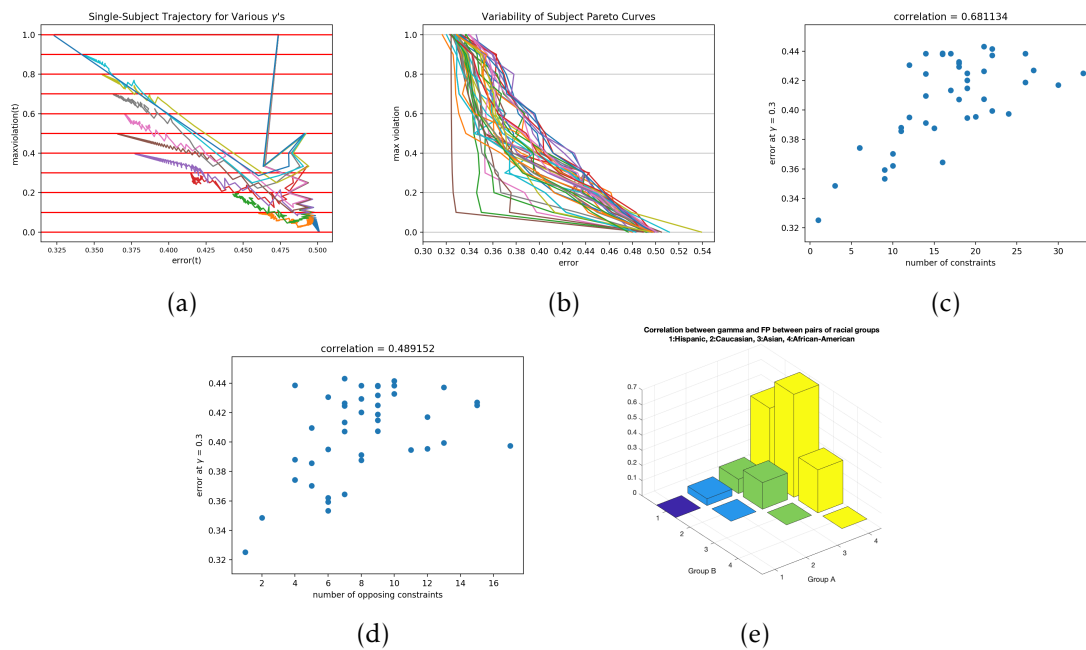 Single-Subject Trajectory for Various γ's
1.0
0.8
0.6
0.4
0.2
0.0
maxviolation(t)
0.325 0.350 0.375 0.400 0.425 0.450 0.475 0.500
error(t)
(a)
Variability of Subject Pareto Curves
1.0
0.8
0.6
0.4
0.2
0.0
max violation
0.30 0.32 0.34 0.36 0.38 0.40 0.42 0.44 0.46 0.48 0.50 0.52 0.54
error
(b)
correlation = 0.681134
0.44
0.42
0.40
0.38
0.36
0.34
0.32
error at γ = 0.3
0 5 10 15 20 25 30
number of constraints
(c)
correlation = 0.489152
0.44
0.42
0.40
0.38
0.36
0.34
0.32
error at γ = 0.3
2 4 6 8 10 12 14 16
number of opposing constraints
(d)
Correlation between gamma and FP between pairs of racial groups
1:Hispanic, 2:Caucasian, 3:Asian, 4:African-American
0.7
0.6
0.5
0.4
0.3
0.2
0.1
0
1 2 3 4
Group B
1 2 3 4
Group A
(e)